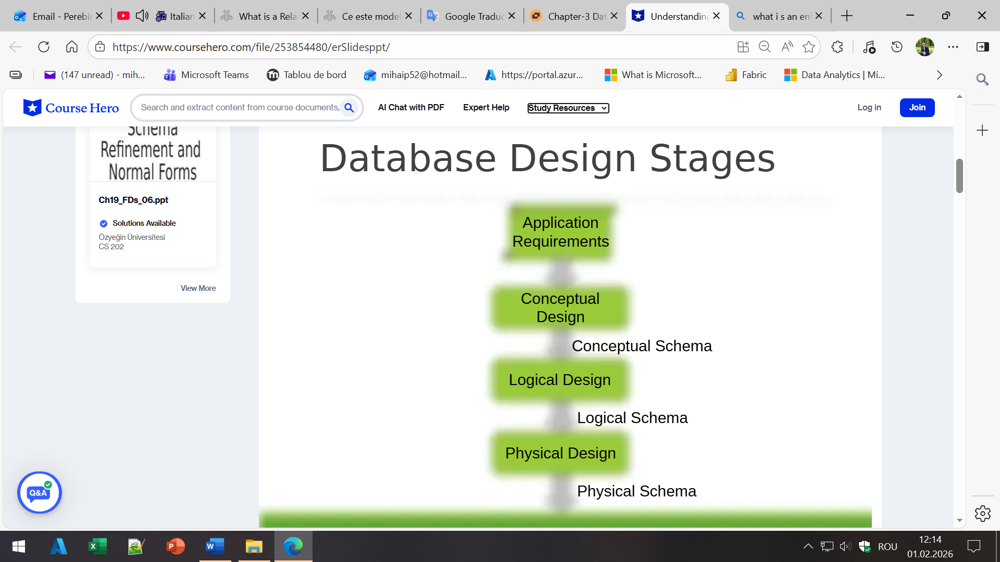 Email - Perebin
Italian
What is a Rela
Ce este model
Google Traduc
Chapter-3 Dat
Understanding
what i s an ent
https://www.coursehero.com/file/253854480/erSlidesppt/
(147 unread) - mih...
Microsoft Teams
Tablou de bord
mihaip52@hotmail...
https://portal.azur...
What is Microsoft...
Fabric
Data Analytics | Mi...
Course Hero
Search and extract content from course documents,
AI Chat with PDF
Expert Help
Study Resources
Log in
Join
Schema
Refinement and
Normal Forms
Ch19_FDs_06.ppt
Solutions Available
Özyeğin Üniversitesi
CS 202
View More
Database Design Stages
Application
Requirements
Conceptual
Design
Conceptual Schema
Logical Design
Logical Schema
Physical Design
Physical Schema
Q&A
ROU
12:14
01.02.2026